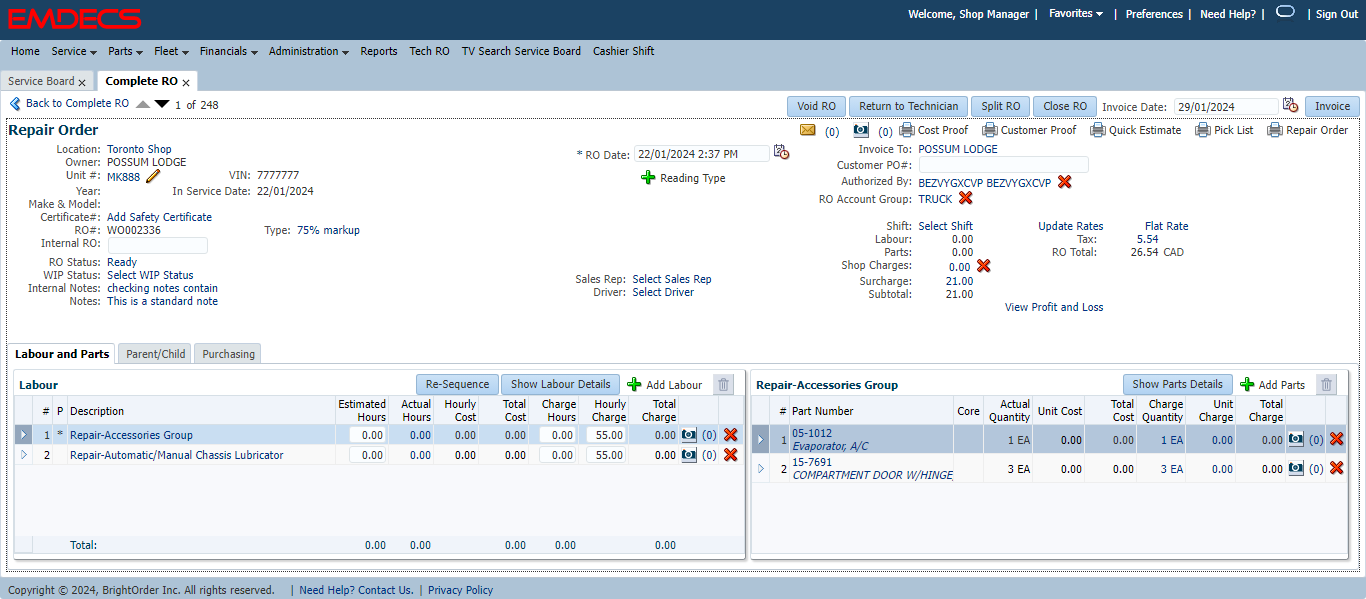 EMDECS
Welcome, Shop Manager | Favorites | Preferences | Need Help? | | Sign Out
Home Service Parts Fleet Financials Administration Reports Tech RO TV Search Service Board Cashier Shift
Service Board x Complete RO x
Back to Complete RO 1 of 248 Void RO Return to Technician Split RO Close RO Invoice Date: 29/01/2024 Invoice
Repair Order (0) (0) Cost Proof Customer Proof Quick Estimate Pick List Repair Order
Location: Toronto Shop
Owner: POSSUM LODGE
Unit #: MK888 VIN: 7777777
Year: In Service Date: 22/01/2024
Make & Model:
Certificate#: Add Safety Certificate
RO#: WO002336 Type: 75% markup
Internal RO:
RO Status: Ready
WIP Status: Select WIP Status
Internal Notes: checking notes contain
Notes: This is a standard note
* RO Date: 22/01/2024 2:37 PM
Reading Type
Sales Rep: Select Sales Rep
Driver: Select Driver
Invoice To: POSSUM LODGE
Customer PO#:
Authorized By: BEZVYGXCVP BEZVYGXCVP
RO Account Group: TRUCK
Shift: Select Shift Update Rates Flat Rate
Labour: 0.00 Tax: 5.54
Parts: 0.00 RO Total: 26.54 CAD
Shop Charges: 0.00
Surcharge: 21.00
Subtotal: 21.00
View Profit and Loss
Labour and Parts Parent/Child Purchasing
Labour Re-Sequence Show Labour Details Add Labour
# P Description Estimated Hours Actual Hours Hourly Cost Total Cost Charge Hours Hourly Charge Total Charge
1 * Repair-Accessories Group 0.00 0.00 0.00 0.00 0.00 55.00 0.00 (0)
2 Repair-Automatic/Manual Chassis Lubricator 0.00 0.00 0.00 0.00 0.00 55.00 0.00 (0)
Total: 0.00 0.00 0.00 0.00 0.00
Repair-Accessories Group Show Parts Details Add Parts
# Part Number Core Actual Quantity Unit Cost Total Cost Charge Quantity Unit Charge Total Charge
1 05-1012 1 EA 0.00 0.00 1 EA 0.00 0.00 (0)
Evaporator, A/C
2 15-7691 3 EA 0.00 0.00 3 EA 0.00 0.00 (0)
COMPARTMENT DOOR W/HINGE,
Copyright © 2024, BrightOrder Inc. All rights reserved. | Need Help? Contact Us. | Privacy Policy